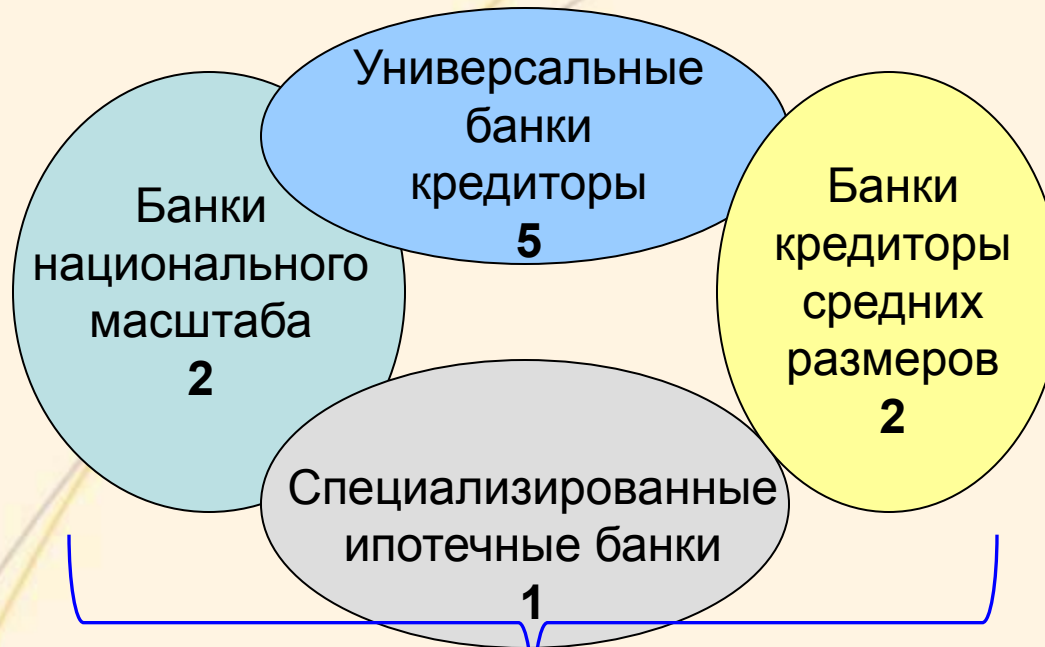 Универсальные
банки
кредиторы
5
Банки
национального
масштаба
2
Банки
кредиторы
средних
размеров
2
Специализированные
ипотечные банки
1